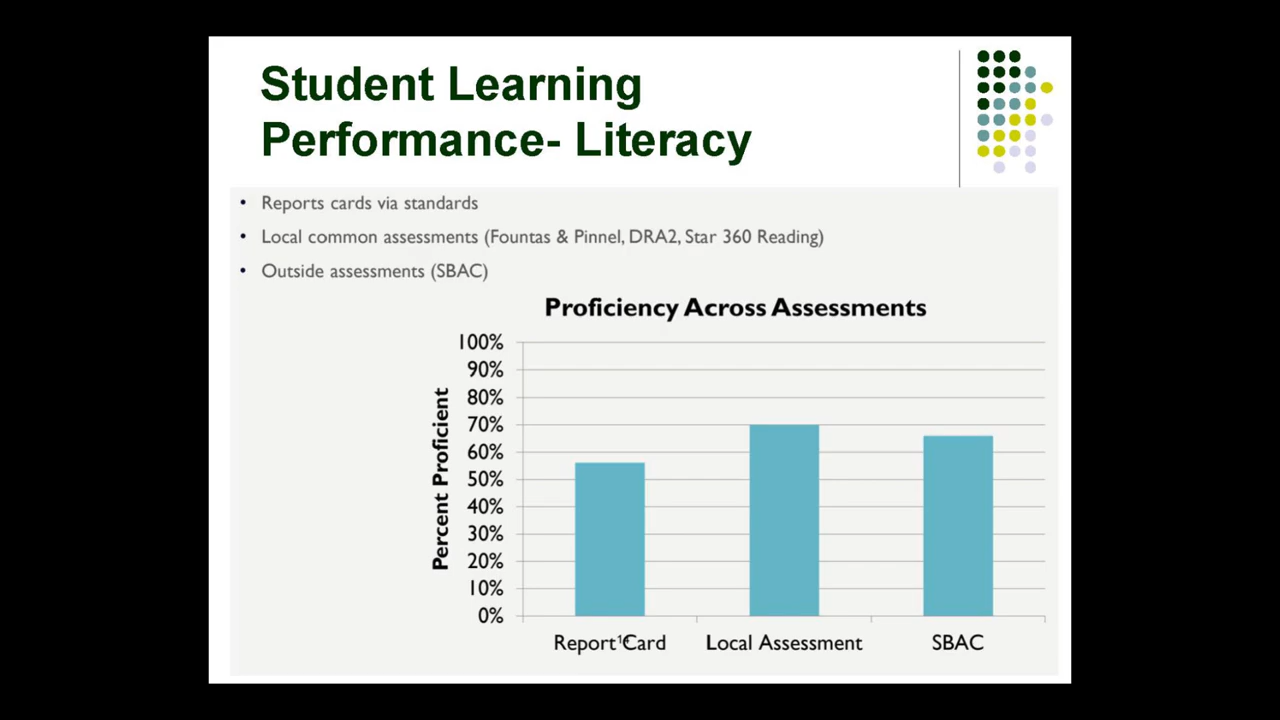 Student Learning
Performance- Literacy
• Reports cards via standards
• Local common assessments (Fountas & Pinnel, DRA2, Star 360 Reading)
• Outside assessments (SBAC)
Proficiency Across Assessments
Percent Proficient
100%
90%
80%
70%
60%
50%
40%
30%
20%
10%
0%
Report Card
Local Assessment
SBAC